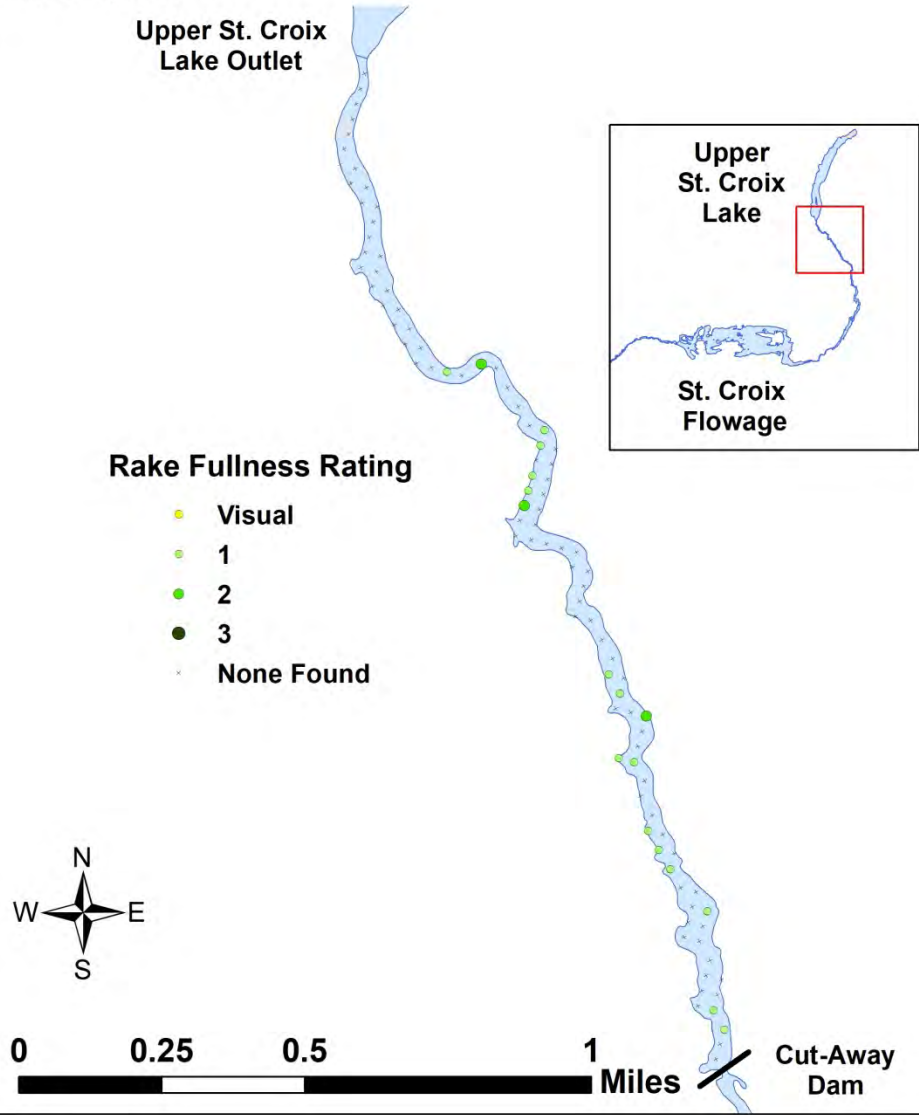 Upper St. Croix
Lake Outlet
Upper
St. Croix
Lake
St. Croix
Flowage
Rake Fullness Rating
Visual
1
2
3
None Found
N
W
E
S
0
0.25
0.5
1
Miles
Cut-Away
Dam